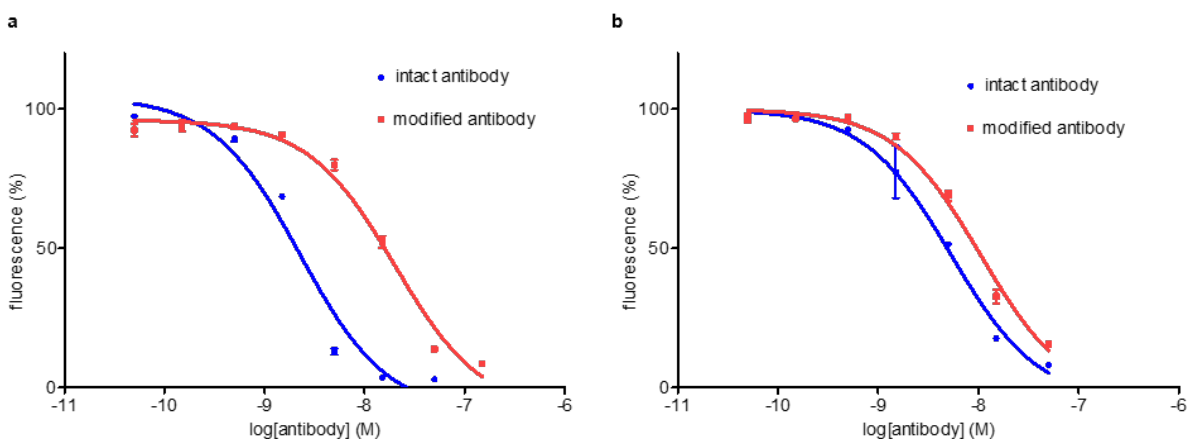 a
100
50
0
fluorescence (%)
-11 -10 -9 -8 -7 -6
log[antibody] (M)
intact antibody
modified antibody
b
100
50
0
fluorescence (%)
-11 -10 -9 -8 -7 -6
log[antibody] (M)
intact antibody
modified antibody